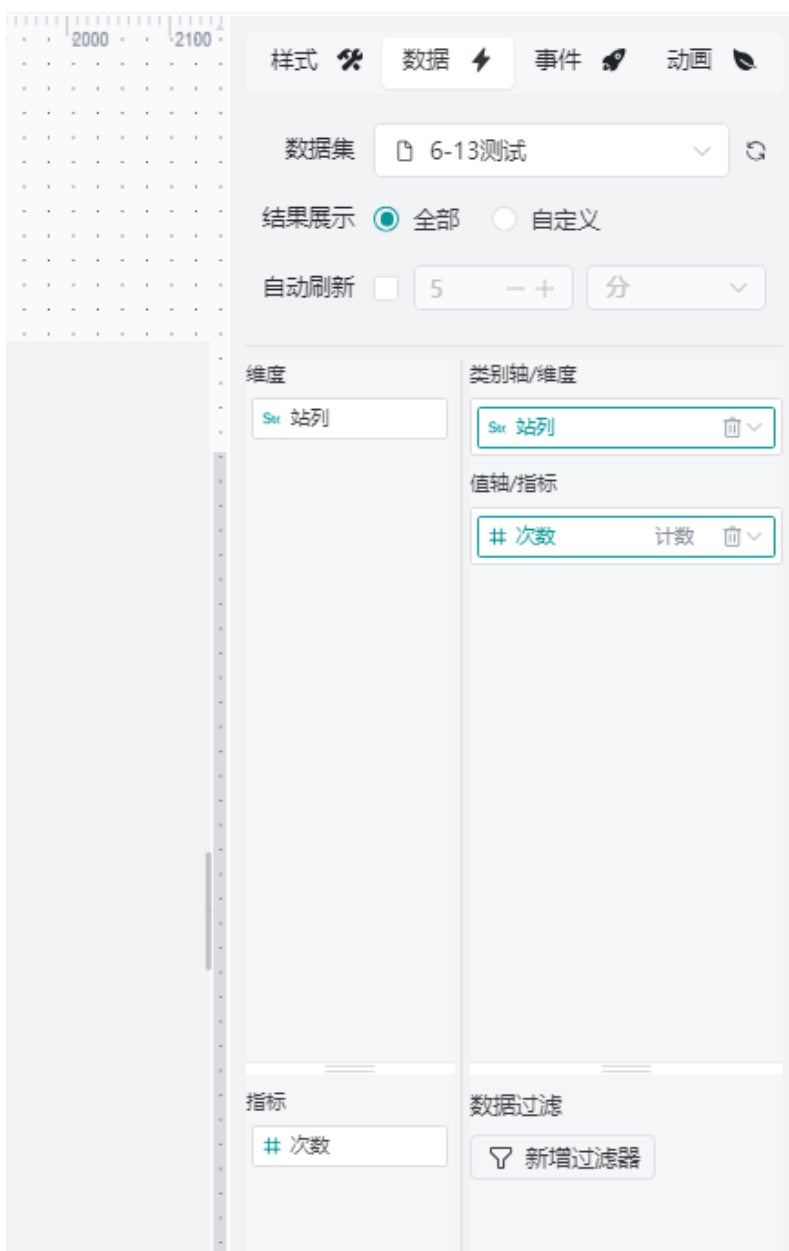 2000 2100
样式 数据 事件 动画
数据集 6-13测试
结果展示 全部 自定义
自动刷新 5 分
维度 类别轴/维度
Str 站列 Str 站列
值轴/指标
次数 计数
指标 数据过滤
次数 新增过滤器